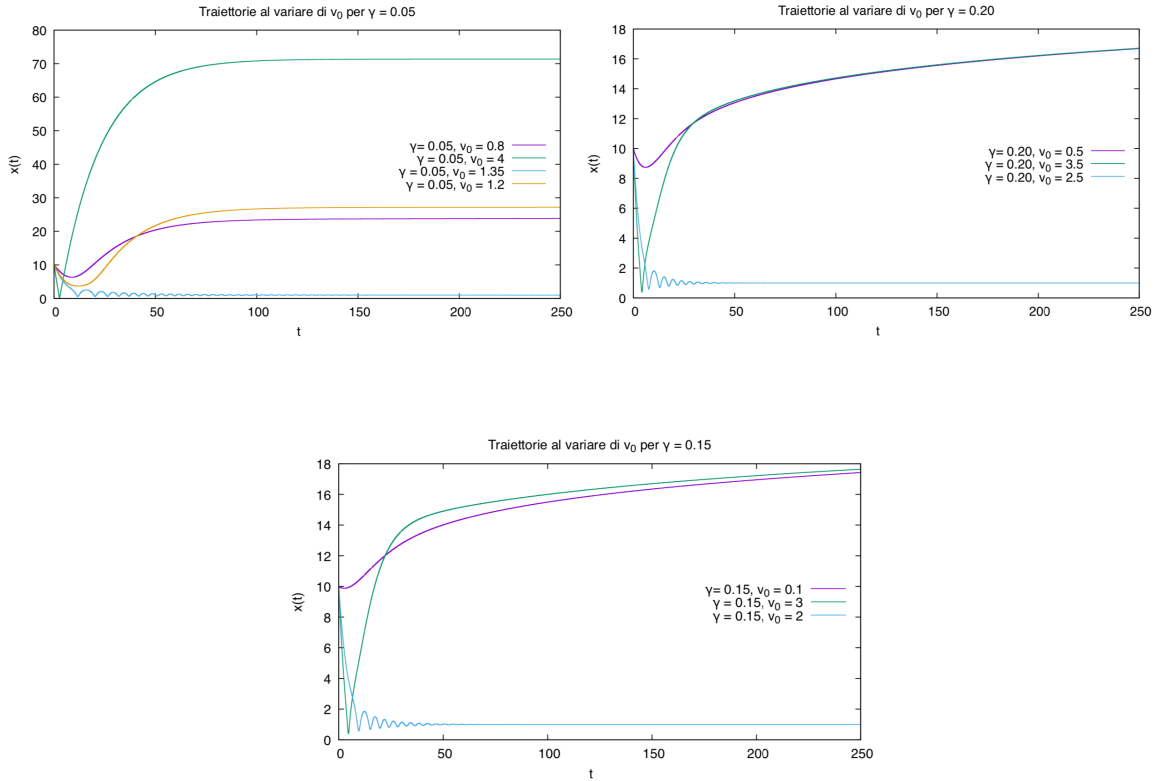 Traiettorie al variare di v0 per γ = 0.05
80
70
60
50
40
30
20
10
0
x(t)
γ= 0.05, v0 = 0.8
γ = 0.05, v0 = 4
γ = 0.05, v0 = 1.35
γ = 0.05, v0 = 1.2
0 50 100 150 200 250
t
Traiettorie al variare di v0 per γ = 0.20
18
16
14
12
10
8
6
4
2
0
x(t)
γ= 0.20, v0 = 0.5
γ = 0.20, v0 = 3.5
γ = 0.20, v0 = 2.5
0 50 100 150 200 250
t
Traiettorie al variare di v0 per γ = 0.15
18
16
14
12
10
8
6
4
2
0
x(t)
γ= 0.15, v0 = 0.1
γ = 0.15, v0 = 3
γ = 0.15, v0 = 2
0 50 100 150 200 250
t